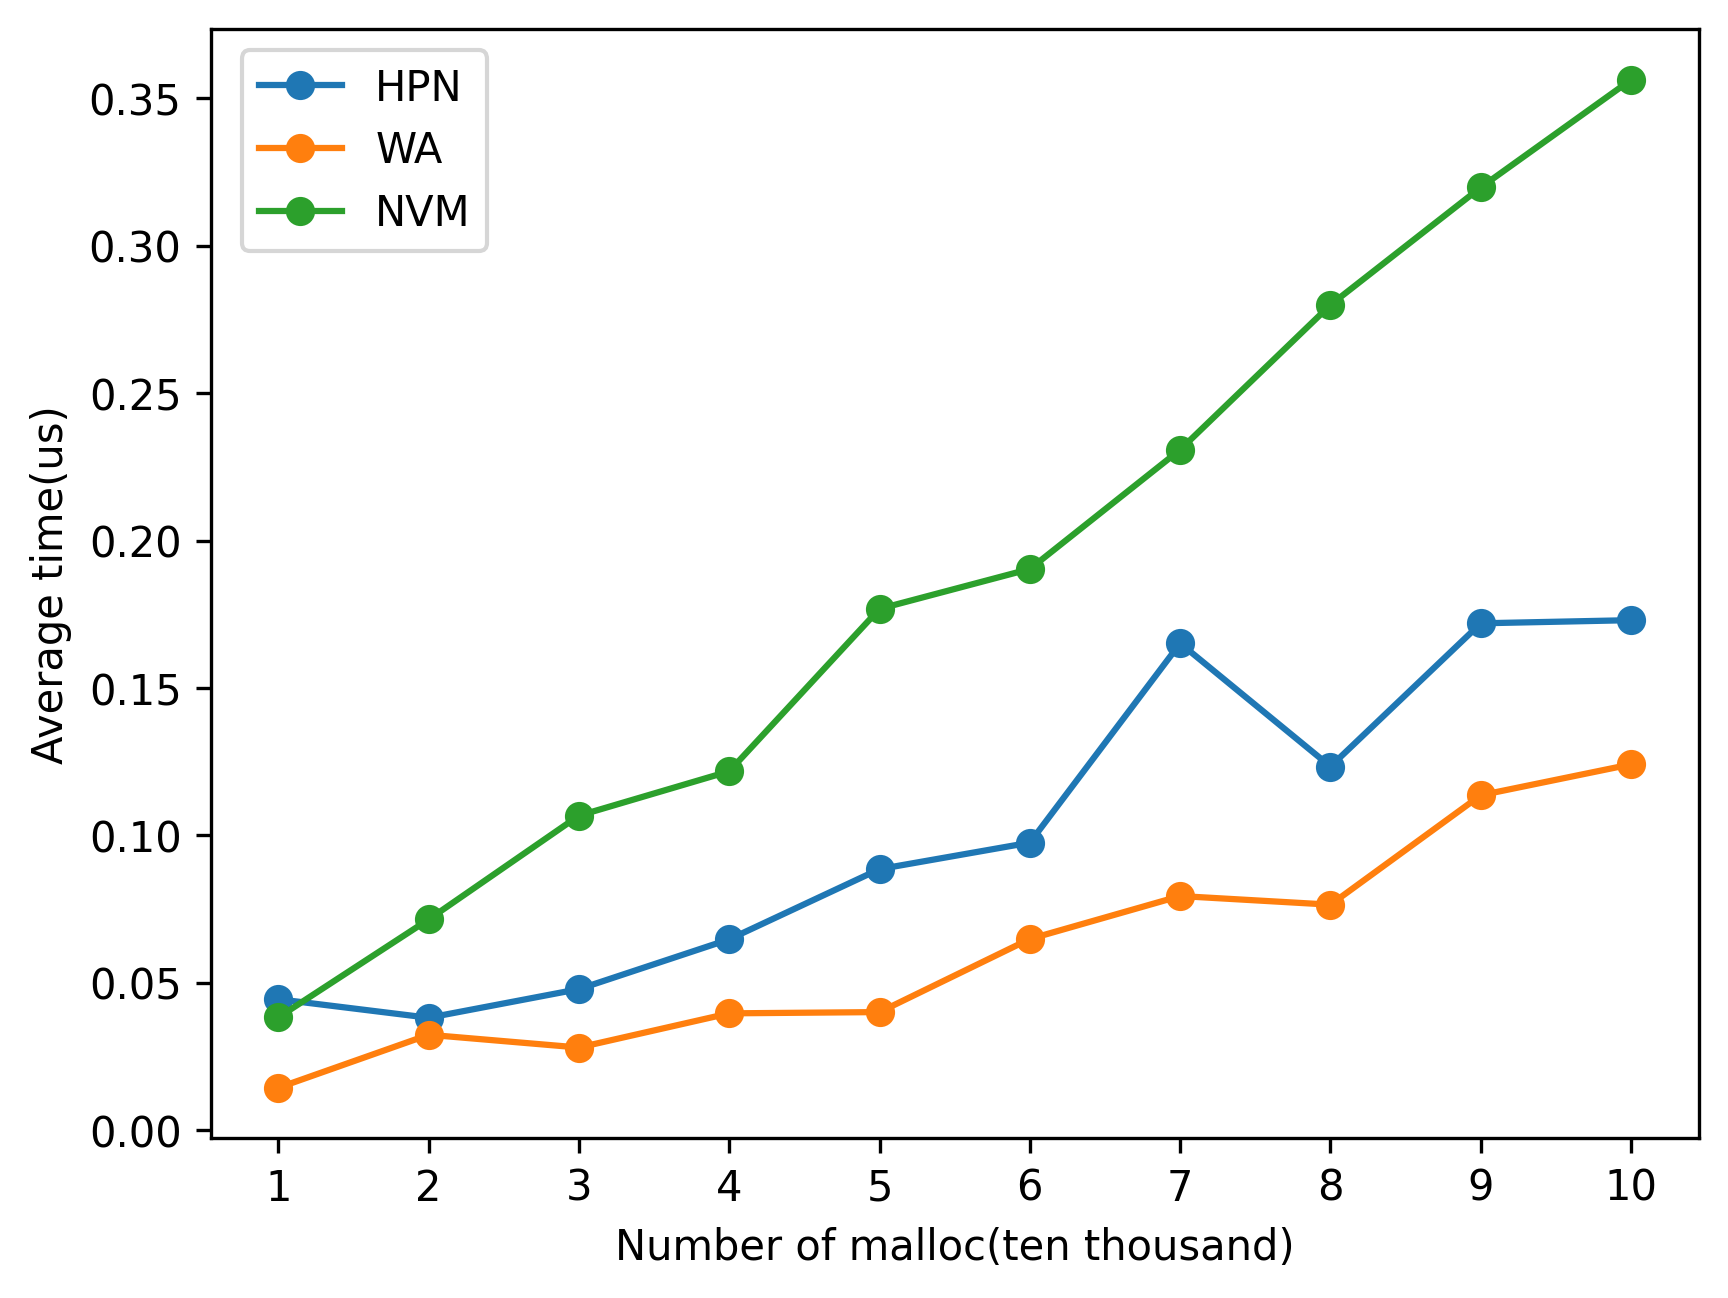 HPN
WA
NVM
0.35
0.30
0.25
0.20
0.15
0.10
0.05
0.00
Average time(us)
1 2 3 4 5 6 7 8 9 10
Number of malloc(ten thousand)